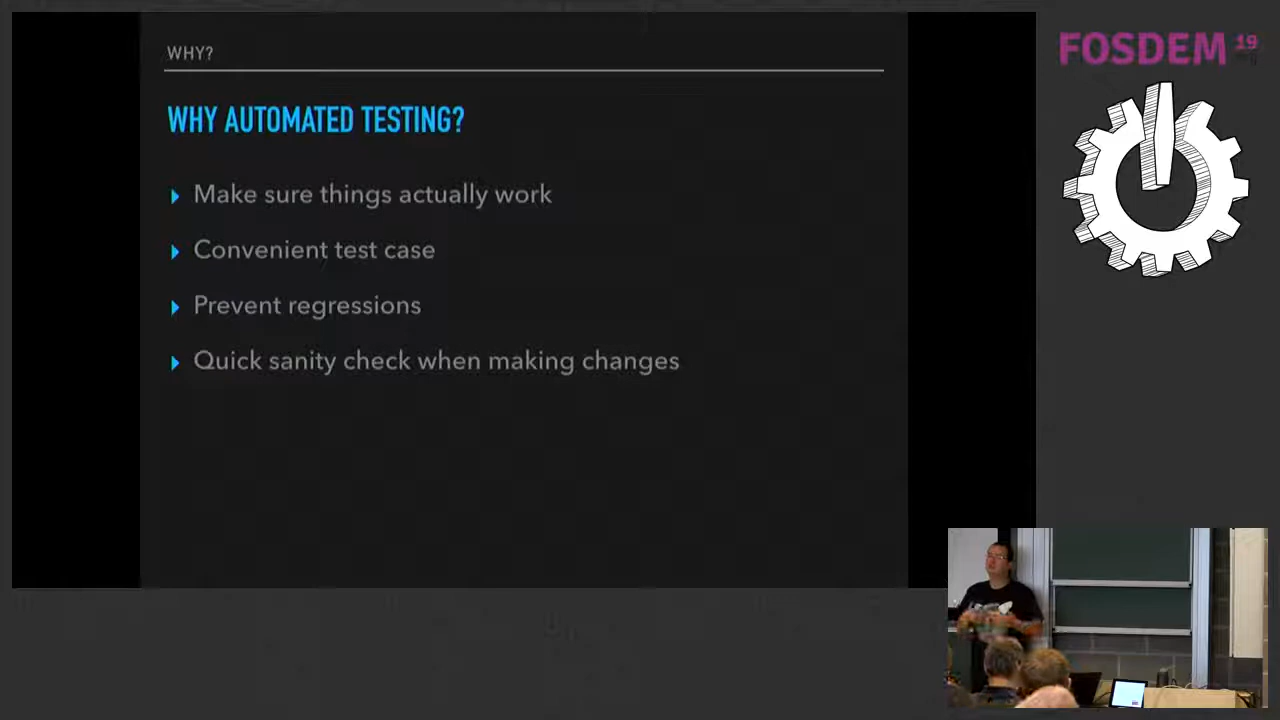 WHY?
WHY AUTOMATED TESTING?
Make sure things actually work
Convenient test case
Prevent regressions
Quick sanity check when making changes
FOSDEM 19